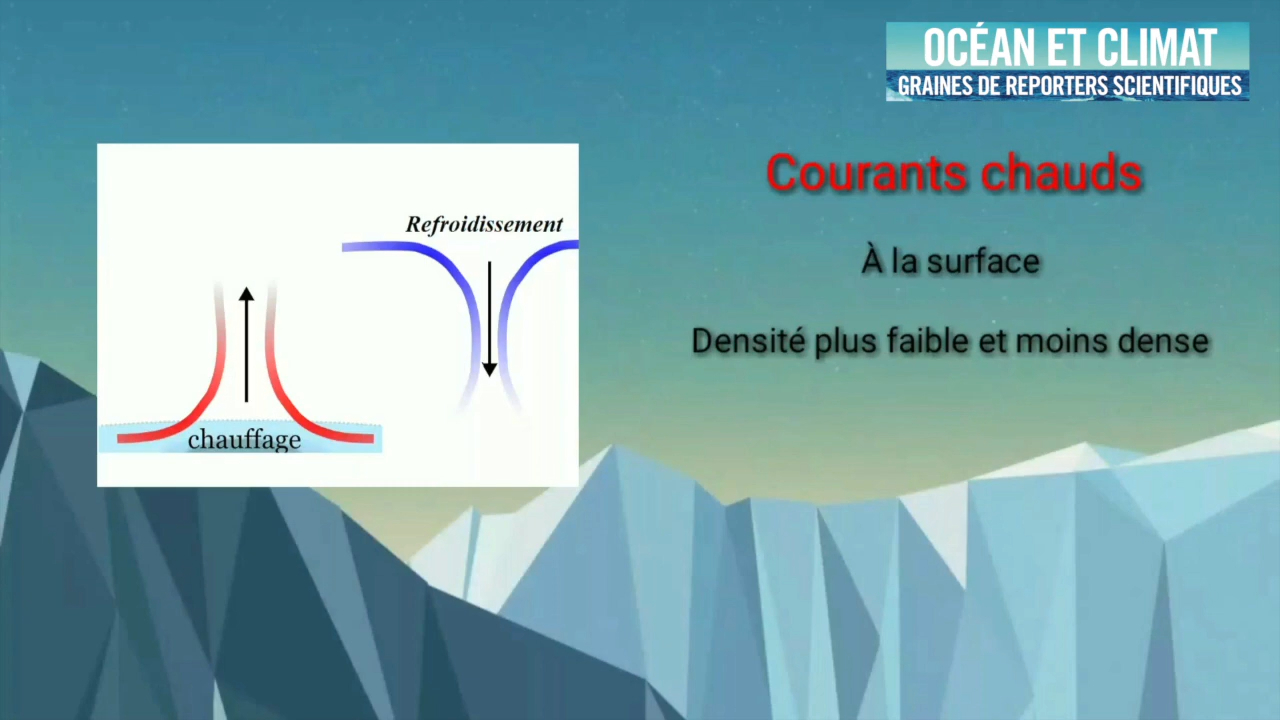 OCÉAN ET CLIMAT
GRAINES DE REPORTERS SCIENTIFIQUES
Courants chauds
À la surface
Densité plus faible et moins dense
Refroidissement
chauffage